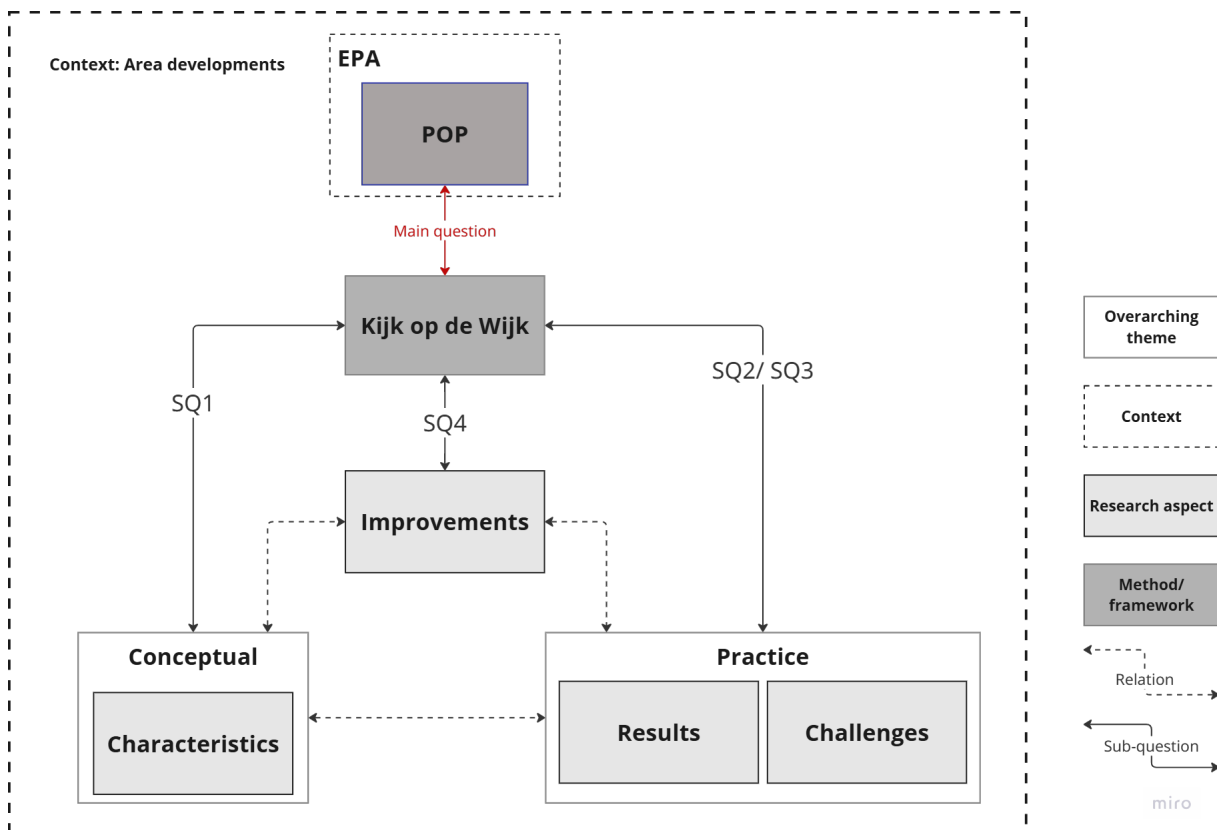 Context: Area developments
EPA
POP
Main question
Kijk op de Wijk
SQ1
SQ2/ SQ3
SQ4
Improvements
Conceptual
Characteristics
Practice
Results
Challenges
Overarching
theme
Context
Research aspect
Method/
framework
Relation
Sub-question
miro